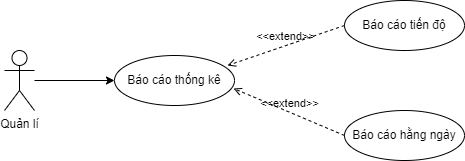 Báo cáo tiến độ
<<extend>>
Báo cáo thống kê
<<extend>>
Quản lí
Báo cáo hằng ngày